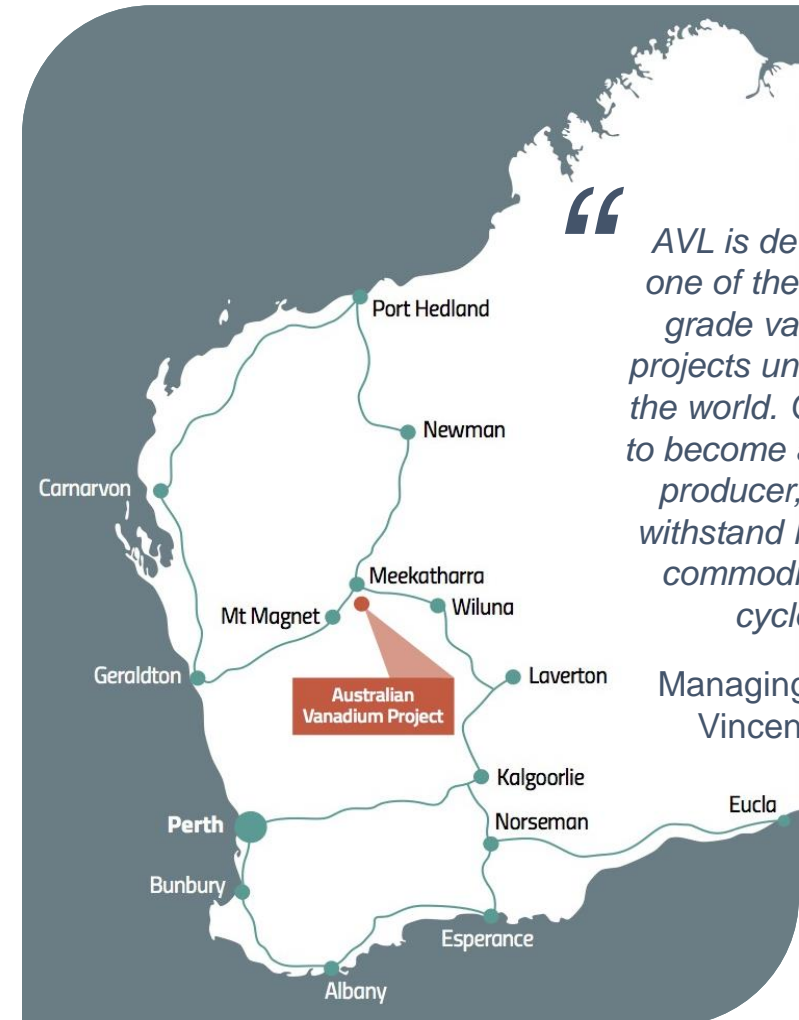 “
AVL is de
one of the
grade va
projects un
the world.
to become
producer,
withstand
commodi
cycle
Managing
Vincen
Port Hedland
Newman
Carnarvon
Meekatharra
Wiluna
Mt Magnet
Geraldton
Laverton
Australian
Vanadium Project
Kalgoorlie
Eucla
Perth
Norseman
Bunbury
Esperance
Albany